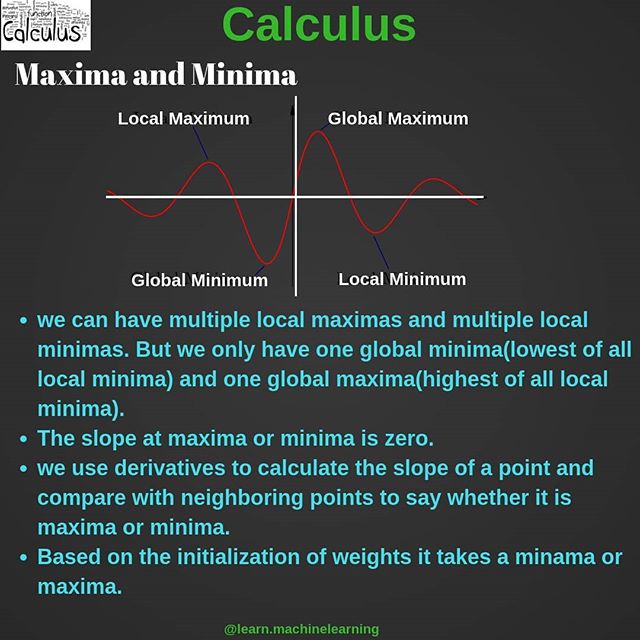 function
Calculus
Calculus
Maxima and Minima
Local Maximum
Global Maximum
Global Minimum
Local Minimum
• we can have multiple local maximas and multiple local
minimas. But we only have one global minima(lowest of all
local minima) and one global maxima(highest of all local
minima).
• The slope at maxima or minima is zero.
• we use derivatives to calculate the slope of a point and
compare with neighboring points to say whether it is
maxima or minima.
• Based on the initialization of weights it takes a minama or
maxima.
@learn.machinelearning